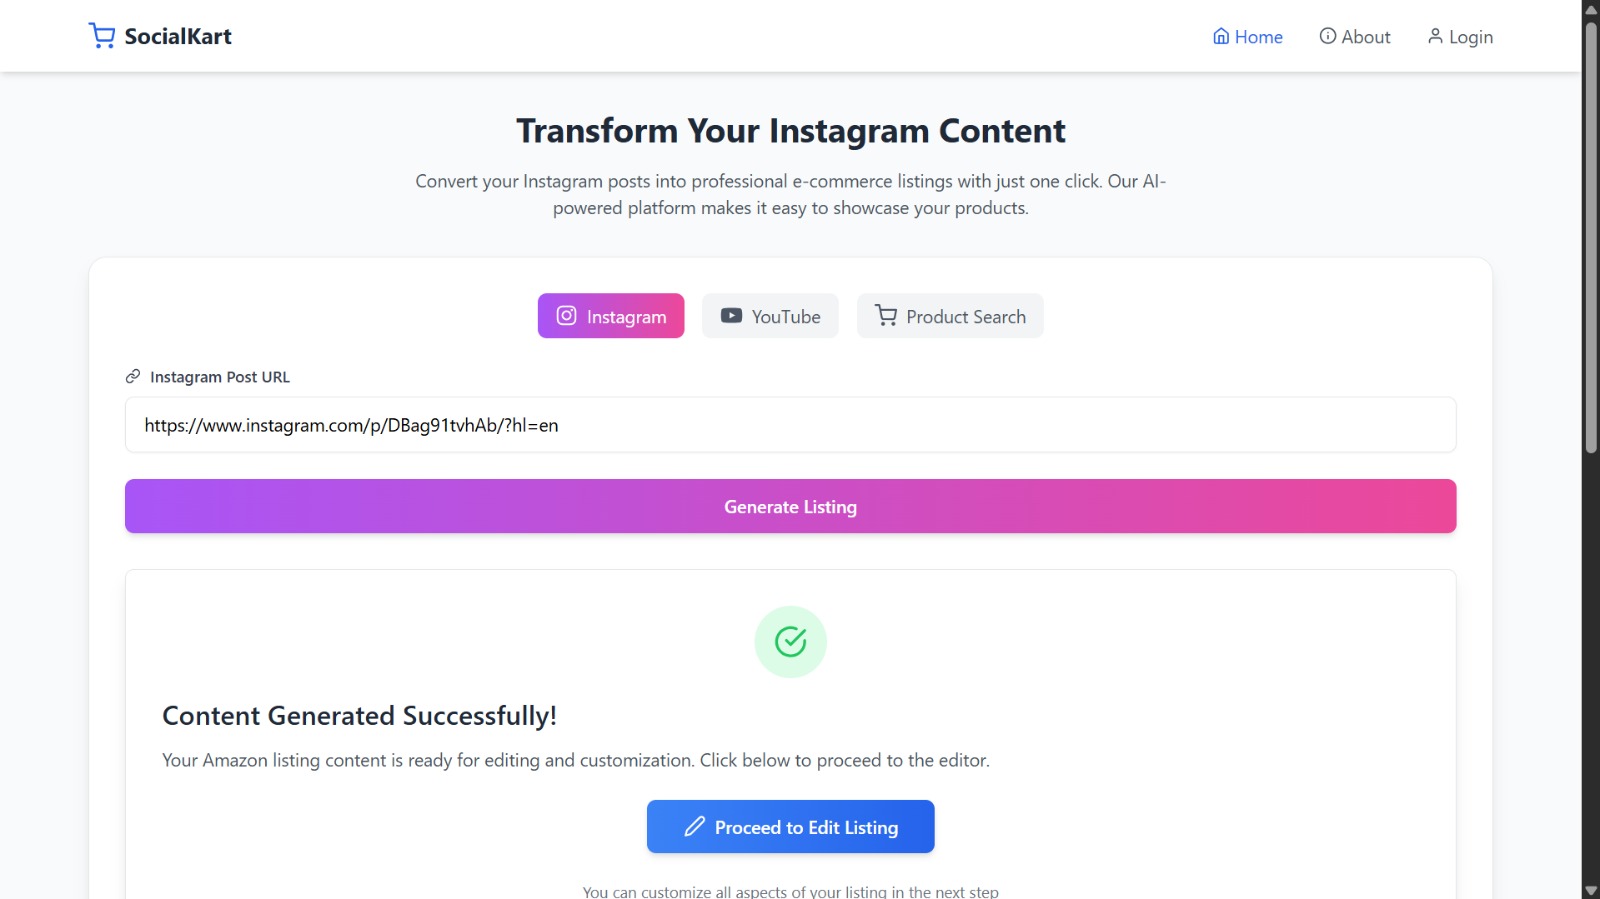 SocialKart
Home
About
Login
Transform Your Instagram Content
Convert your Instagram posts into professional e-commerce listings with just one click. Our AI-
powered platform makes it easy to showcase your products.
Instagram
YouTube
Product Search
Instagram Post URL
https://www.instagram.com/p/DBag91tvhAb/?hl=en
Generate Listing
Content Generated Successfully!
Your Amazon listing content is ready for editing and customization. Click below to proceed to the editor.
Proceed to Edit Listing
You can customize all aspects of your listing in the next step